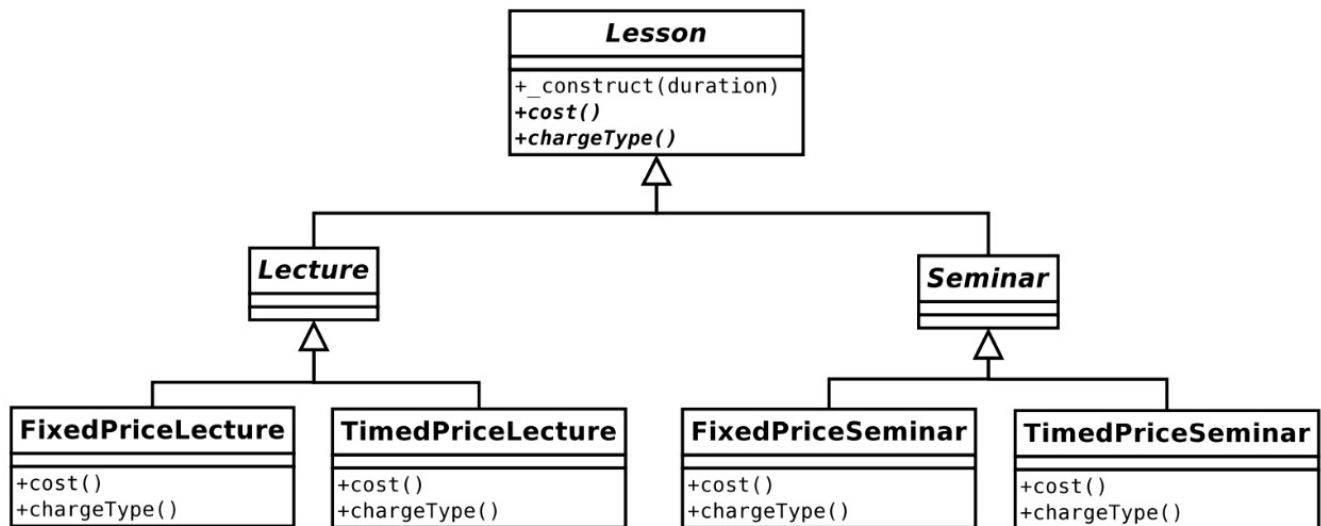 Lesson
+_construct(duration)
+cost()
+chargeType()
Lecture
Seminar
FixedPriceLecture
+cost()
+chargeType()
TimedPriceLecture
+cost()
+chargeType()
FixedPriceSeminar
+cost()
+chargeType()
TimedPriceSeminar
+cost()
+chargeType()